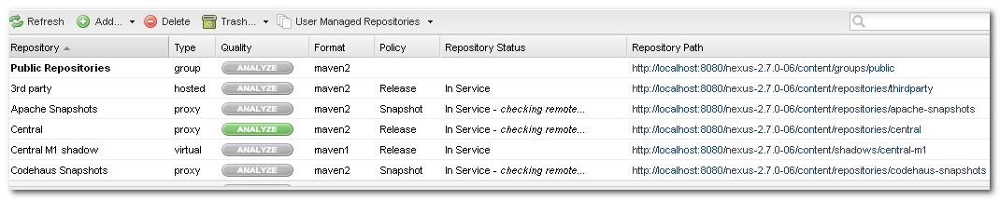 Refresh Add... Delete Trash... User Managed Repositories
Repository Type Quality Format Policy Repository Status Repository Path
Public Repositories group ANALYZE maven2 http://localhost:8080/nexus-2.7.0-06/content/groups/public
3rd party hosted ANALYZE maven2 Release In Service http://localhost:8080/nexus-2.7.0-06/content/repositories/thirdparty
Apache Snapshots proxy ANALYZE maven2 Snapshot In Service - checking remote... http://localhost:8080/nexus-2.7.0-06/content/repositories/apache-snapshots
Central proxy ANALYZE maven2 Release In Service - checking remote... http://localhost:8080/nexus-2.7.0-06/content/repositories/central
Central M1 shadow virtual ANALYZE maven1 Release In Service http://localhost:8080/nexus-2.7.0-06/content/shadows/central-m1
Codehaus Snapshots proxy ANALYZE maven2 Snapshot In Service - checking remote... http://localhost:8080/nexus-2.7.0-06/content/repositories/codehaus-snapshots